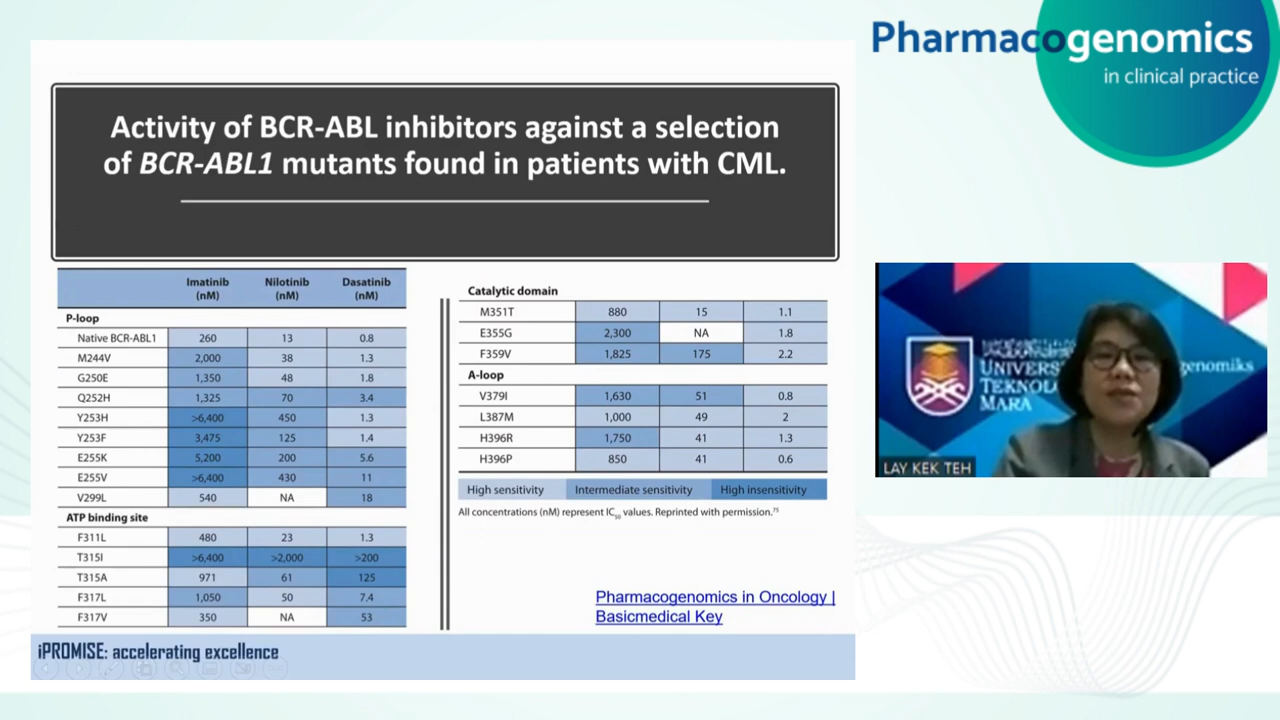 Pharmacogenomics
in clinical practice
Activity of BCR-ABL inhibitors against a selection
of BCR-ABL1 mutants found in patients with CML.
Imatinib (nM) Nilotinib (nM) Dasatinib (nM)
P-loop
Native BCR-ABL1 260 13 0.8
M244V 2,000 38 1.3
G250E 1,350 48 1.8
Q252H 1,325 70 3.4
Y253H >6,400 450 1.3
Y253F 3,475 125 1.4
E255K 5,200 200 5.6
E255V >6,400 430 11
V299L 540 NA 18
ATP binding site
F311L 480 23 1.3
T315I >6,400 >2,000 >200
T315A 971 61 125
F317L 1,050 50 7.4
F317V 350 NA 53
Catalytic domain
M351T 880 15 1.1
E355G 2,300 NA 1.8
F359V 1,825 175 2.2
A-loop
V379I 1,630 51 0.8
L387M 1,000 49 2
H396R 1,750 41 1.3
H396P 850 41 0.6
High sensitivity Intermediate sensitivity High insensitivity
All concentrations (nM) represent IC50 values. Reprinted with permission.75
Pharmacogenomics in Oncology |
Basicmedical Key
iPROMISE: accelerating excellence
UNIVERS
TEKNOL
MARA
genomiks
LAY KEK TEH